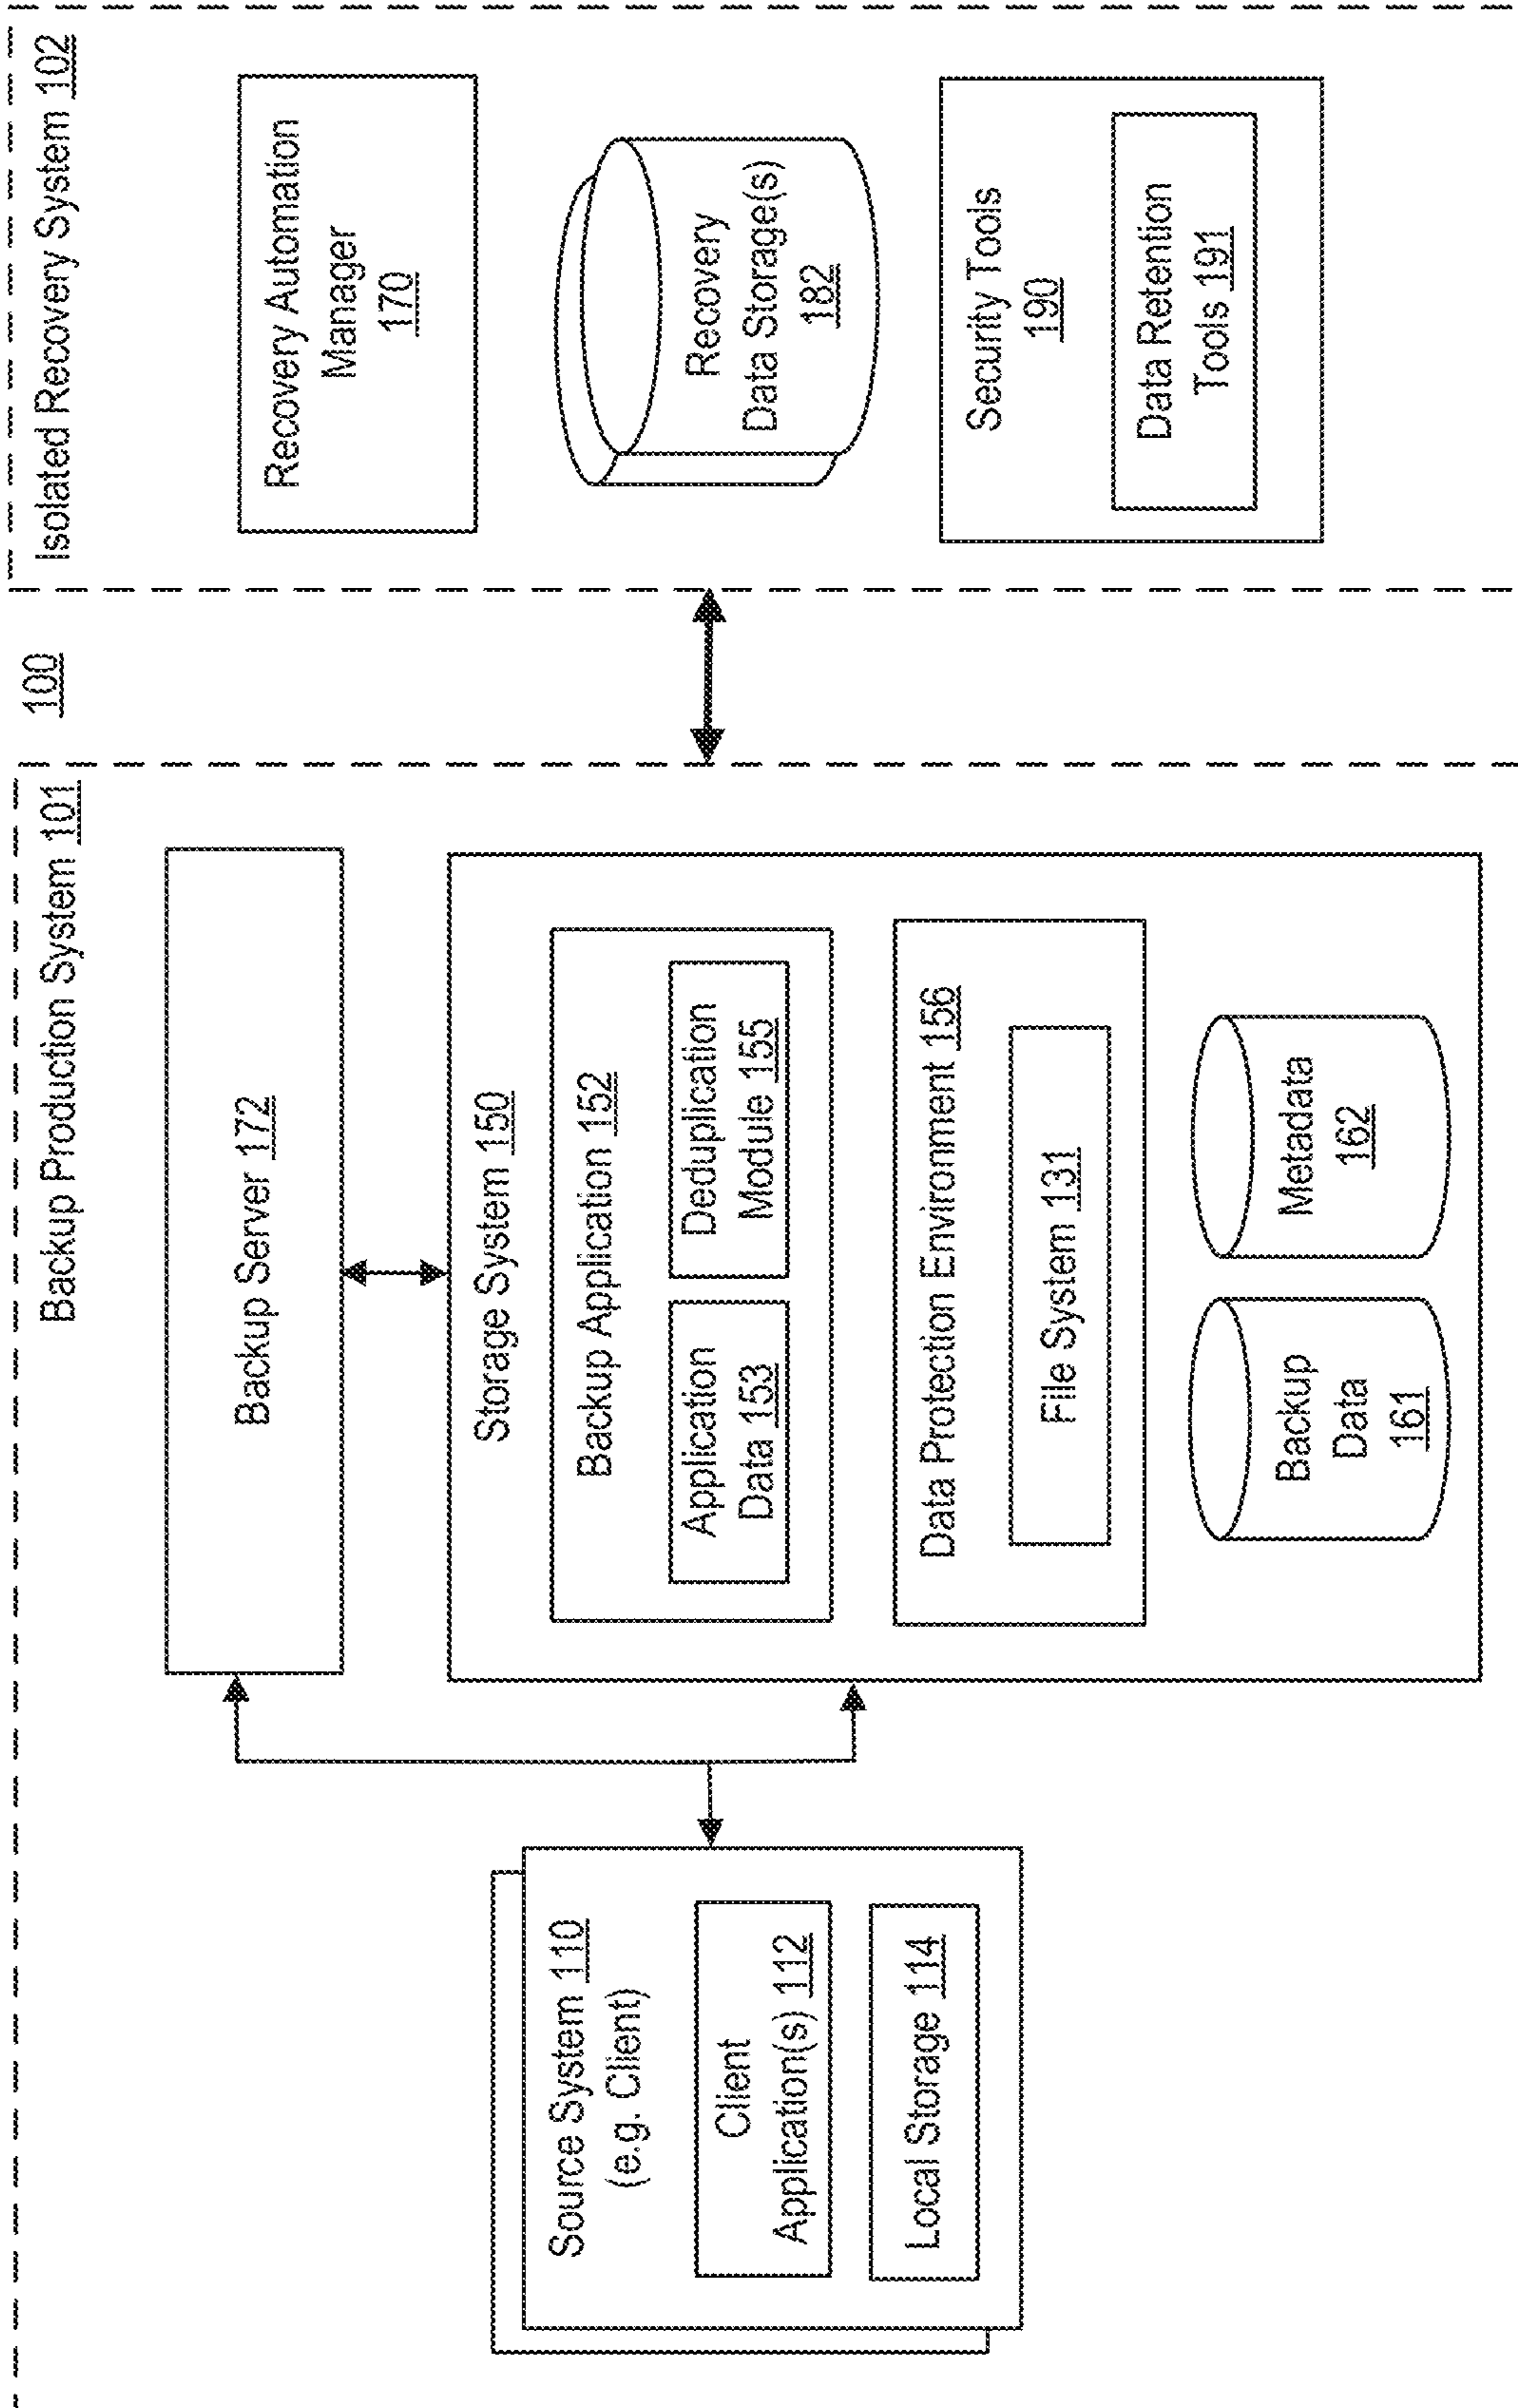 Backup Production System 101
100
Isolated Recovery System 102
Source System 110
(e.g. Client)
Client
Application(s) 112
Local Storage 114
Backup Server 172
Storage System 150
Backup Application 152
Application
Data 153
Deduplication
Module 155
Data Protection Environment 156
File System 131
Backup
Data
161
Metadata
162
Recovery Automation
Manager
170
Recovery
Data Storage(s)
182
Security Tools
190
Data Retention
Tools 191